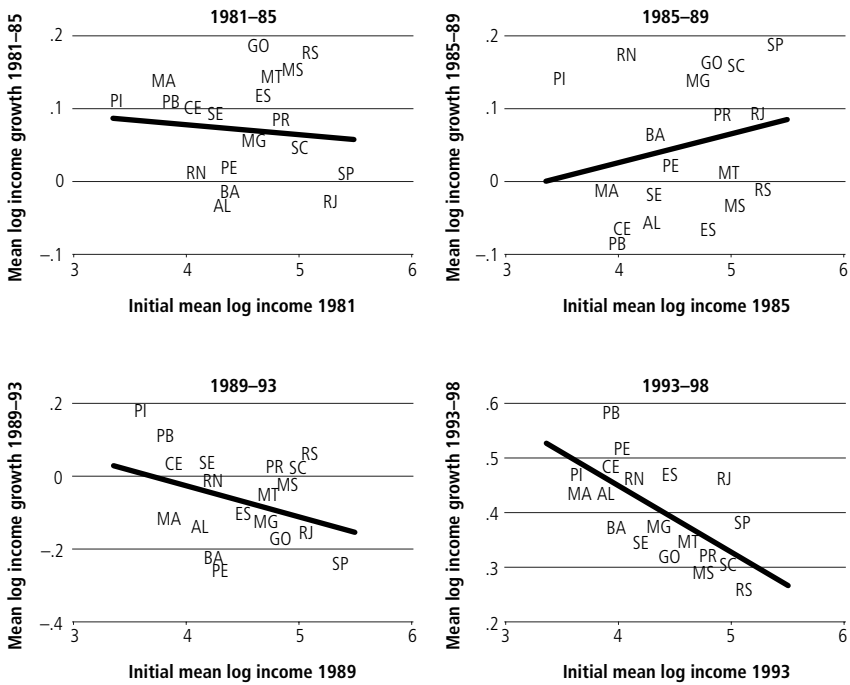 1981–85
Mean log income growth 1981–85
.2
.1
0
–.1
GO
RS
MS
MT
MA
ES
PI
PB
CE
SE
PR
MG
SC
PE
RN
SP
BA
AL
RJ
3 4 5 6
Initial mean log income 1981
1985–89
Mean log income growth 1985–89
.2
.1
0
–.1
SP
RN
GO
SC
PI
MG
PR
RJ
BA
PE
MT
MA
SE
RS
MS
AL
CE
ES
PB
3 4 5 6
Initial mean log income 1985
1989–93
Mean log income growth 1989–93
.2
0
–.2
–.4
PI
PB
RS
CE
SE
PR
SC
RN
MS
MT
ES
MA
MG
AL
RJ
GO
BA
SP
PE
3 4 5 6
Initial mean log income 1989
1993–98
Mean log income growth 1993–98
.6
.5
.4
.3
.2
PB
PE
CE
PI
RN
ES
RJ
MA
AL
SP
BA
MG
SE
MT
GO
PR
SC
MS
RS
3 4 5 6
Initial mean log income 1993